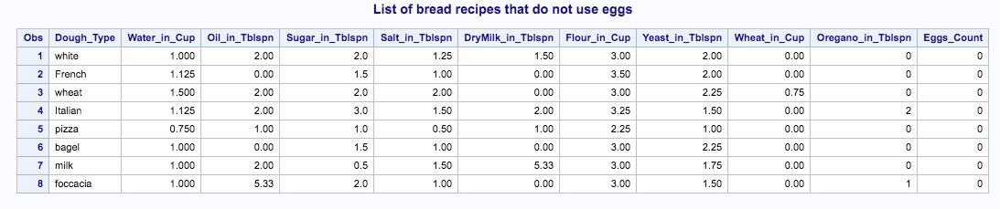 List of bread recipes that do not use eggs
Obs Dough_Type Water_in_Cup Oil_in_Tblspn Sugar_in_Tblspn Salt_in_Tblspn DryMilk_in_Tblspn Flour_in_Cup Yeast_in_Tblspn Wheat_in_Cup Oregano_in_Tblspn Eggs_Count
1 white 1.000 2.00 2.0 1.25 1.50 3.00 2.00 0.00 0 0
2 French 1.125 0.00 1.5 1.00 0.00 3.50 2.00 0.00 0 0
3 wheat 1.500 2.00 2.0 2.00 0.00 3.00 2.25 0.75 0 0
4 Italian 1.125 2.00 3.0 1.50 2.00 3.25 1.50 0.00 2 0
5 pizza 0.750 1.00 1.0 0.50 1.00 2.25 1.00 0.00 0 0
6 bagel 1.000 0.00 1.5 1.00 0.00 3.00 2.25 0.00 0 0
7 milk 1.000 2.00 0.5 1.50 5.33 3.00 1.75 0.00 0 0
8 foccacia 1.000 5.33 2.0 1.00 0.00 3.00 1.50 0.00 1 0